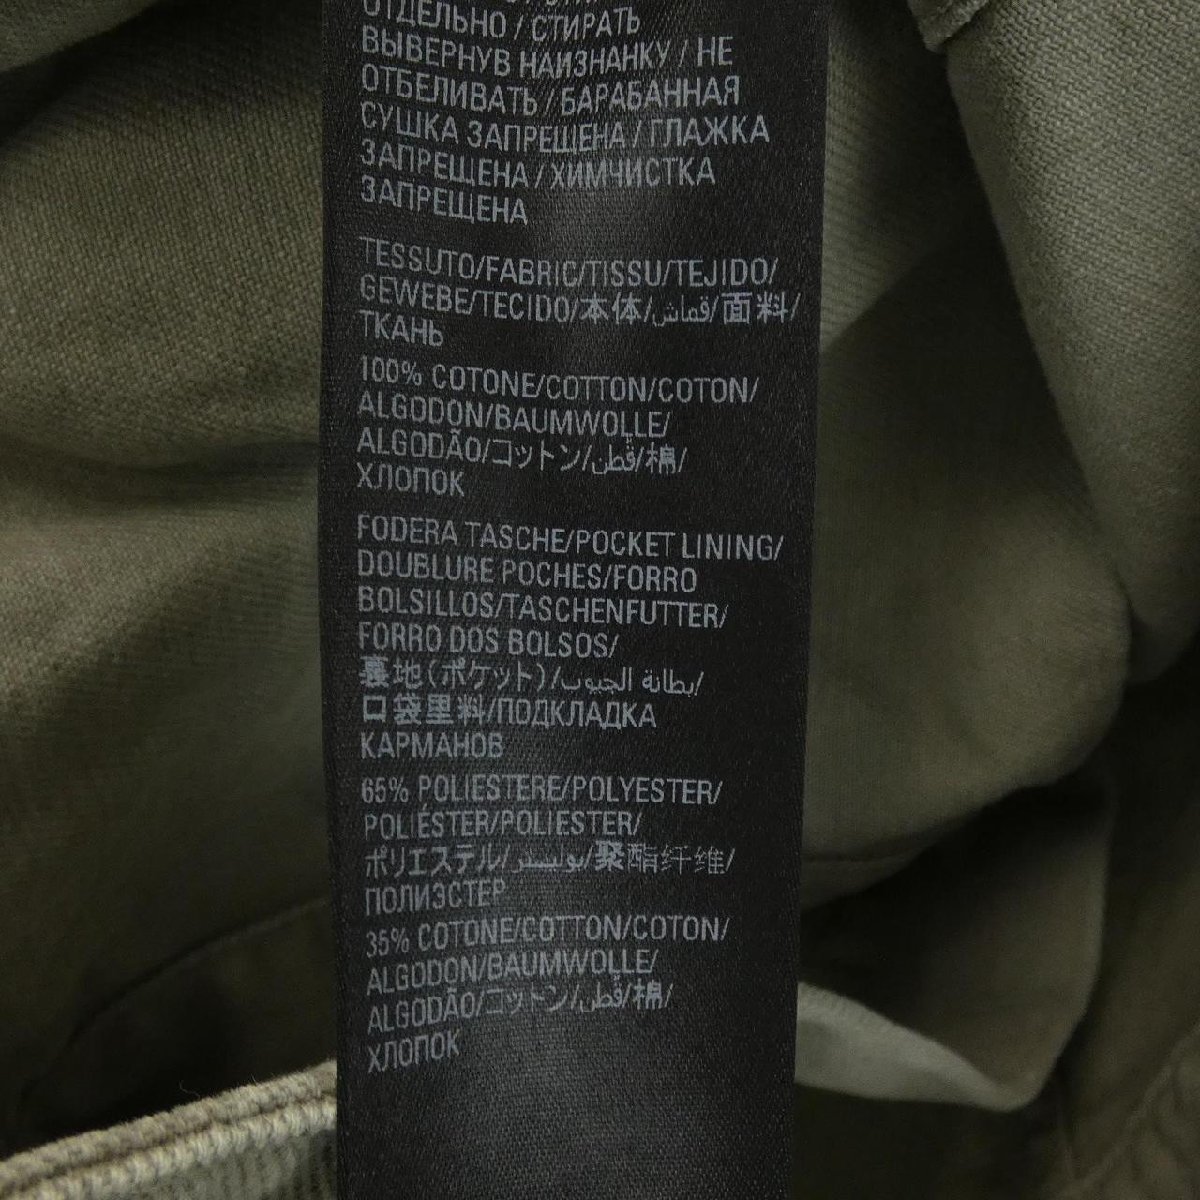 ОТДЕЛЬНО / СТИРАТЬ
ВЫВЕРНУВ НАИЗНАНКУ / НЕ
ОТБЕЛИВАТЬ / БАРАБАННАЯ
СУШКА ЗАПРЕЩЕНА / ГЛАЖКА
ЗАПРЕЩЕНА / ХИМЧИСТКА
ЗАПРЕЩЕНА
TESSUTO/FABRIC/TISSU/TEJIDO/
GEWEBE/TECIDO/本体/قماش/面料/
ТКАНЬ
100% COTONE/COTTON/COTON/
ALGODON/BAUMWOLLE/
ALGODÃO/コットン/قطن/棉/
ХЛОПОК
FODERA TASCHE/POCKET LINING/
DOUBLURE POCHES/FORRO
BOLSILLOS/TASCHENFUTTER/
FORRO DOS BOLSOS/
裏地(ポケット)/بطانة الجيوب/
口袋里料/ПОДКЛАДКА
КАРМАНОВ
65% POLIESTERE/POLYESTER/
POLIÉSTER/POLIESTER/
ポリエステル/بوليستر/聚酯纤维/
ПОЛИЭСТЕР
35% COTONE/COTTON/COTON/
ALGODON/BAUMWOLLE/
ALGODÃO/コットン/قطن/棉/
ХЛОПОК